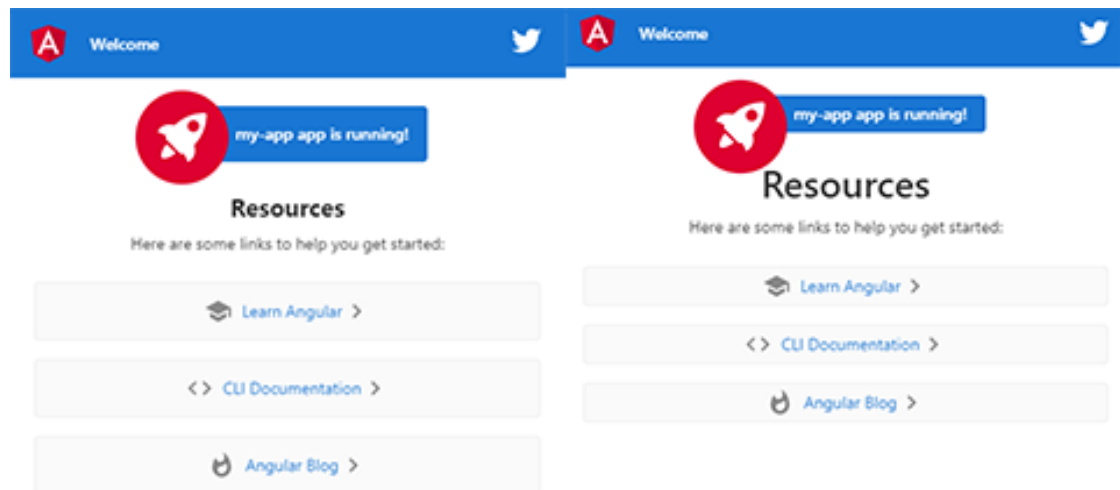 Welcome
my-app app is running!
Resources
Here are some links to help you get started:
Learn Angular
CLI Documentation
Angular Blog
Welcome
my-app app is running!
Resources
Here are some links to help you get started:
Learn Angular
CLI Documentation
Angular Blog